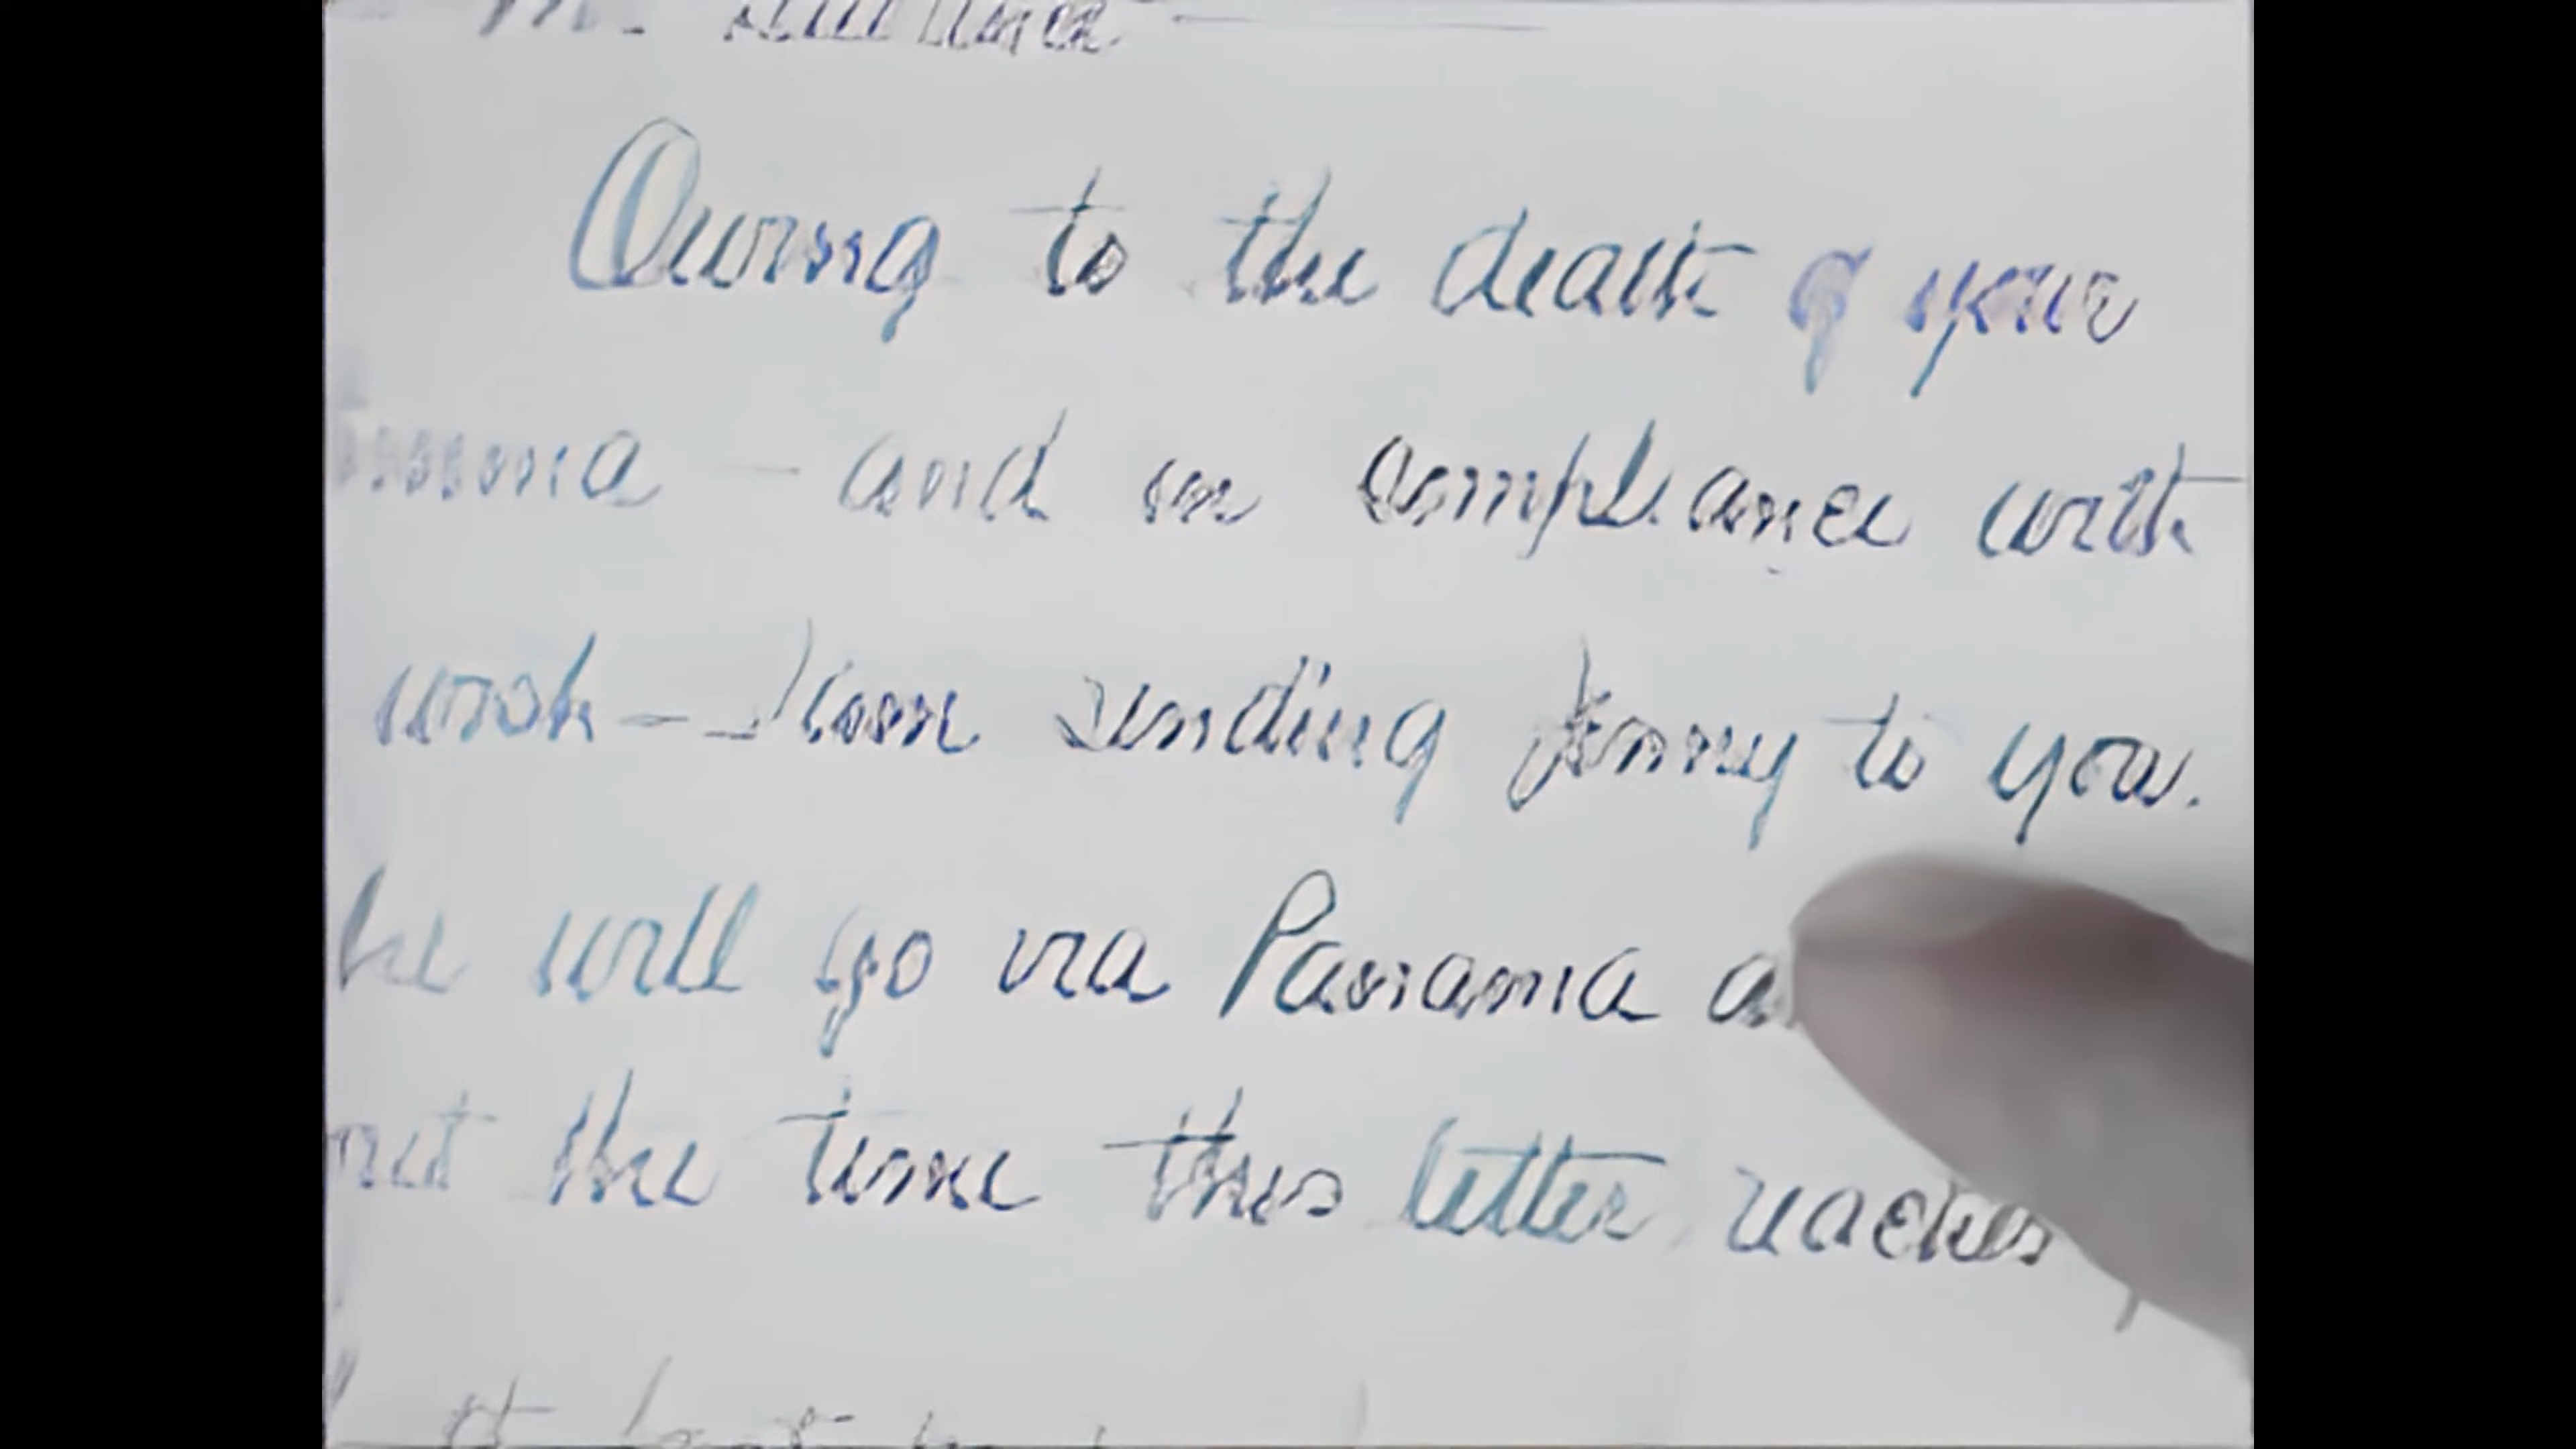 Owing to the death of your
mama – and in compliance with
wish – I am sending Jimmy to you.
he will go via Panama
the time this letter reaches